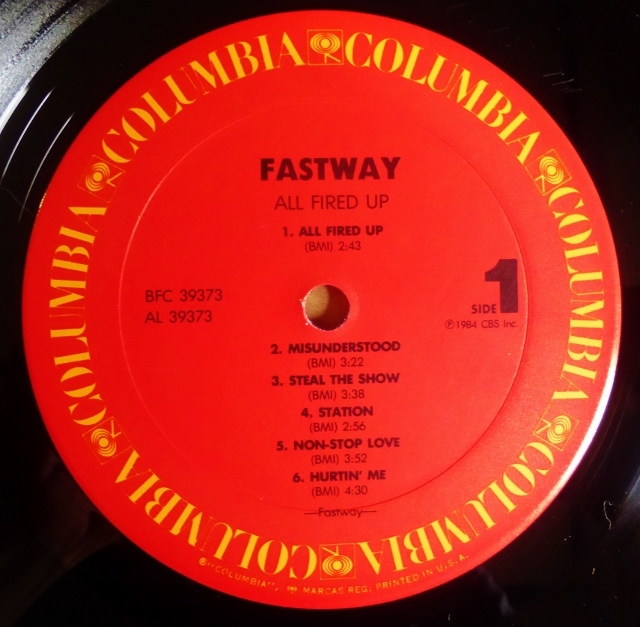 COLUMBIA COLUMBIA COLUMBIA COLUMBIA COLUMBIA COLUMBIA
FASTWAY
ALL FIRED UP
1. ALL FIRED UP
(BMI) 2:43
BFC 39373
AL 39373
SIDE 1
℗1984 CBS Inc.
2. MISUNDERSTOOD
(BMI) 3:22
3. STEAL THE SHOW
(BMI) 3:38
4. STATION
(BMI) 2:56
5. NON-STOP LOVE
(BMI) 3:52
6. HURTIN' ME
(BMI) 4:30
—Fastway—
"COLUMBIA", MARCAS REG. PRINTED IN U.S.A.